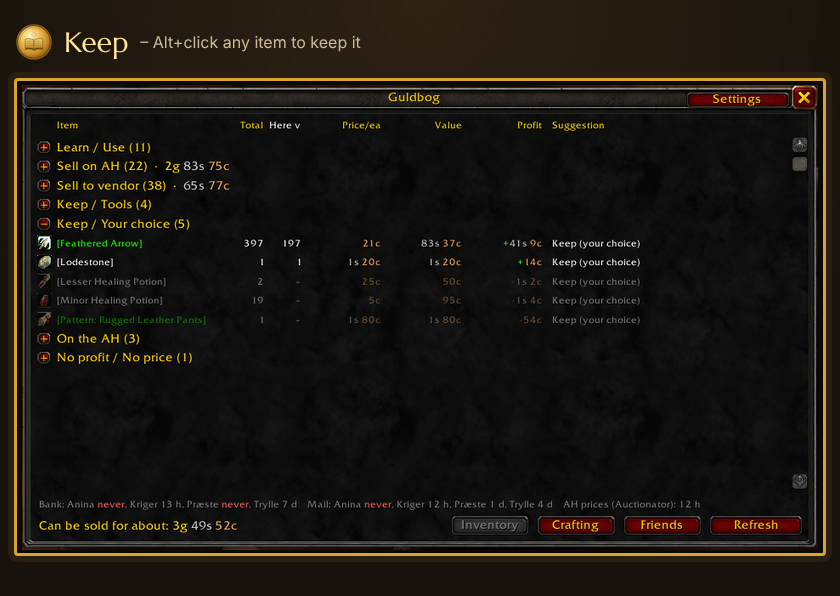 Keep – Alt+click any item to keep it
Guldbog Settings
Item Total Here v Price/ea Value Profit Suggestion
Learn / Use (11)
Sell on AH (22) · 2g 83s 75c
Sell to vendor (38) · 65s 77c
Keep / Tools (4)
Keep / Your choice (5)
[Feathered Arrow] 397 197 21c 83s 37c +41s 9c Keep (your choice)
[Lodestone] 1 1 1s 20c 1s 20c +14c Keep (your choice)
[Lesser Healing Potion] 2 – 25c 50c -1s 2c Keep (your choice)
[Minor Healing Potion] 19 – 5c 95c -1s 4c Keep (your choice)
[Pattern: Rugged Leather Pants] 1 – 1s 80c 1s 80c -54c Keep (your choice)
On the AH (3)
No profit / No price (1)
Bank: Anina never, Kriger 13 h, Præste never, Trylle 7 d Mail: Anina never, Kriger 12 h, Præste 1 d, Trylle 4 d AH prices (Auctionator): 12 h
Can be sold for about: 3g 49s 52c Inventory Crafting Friends Refresh